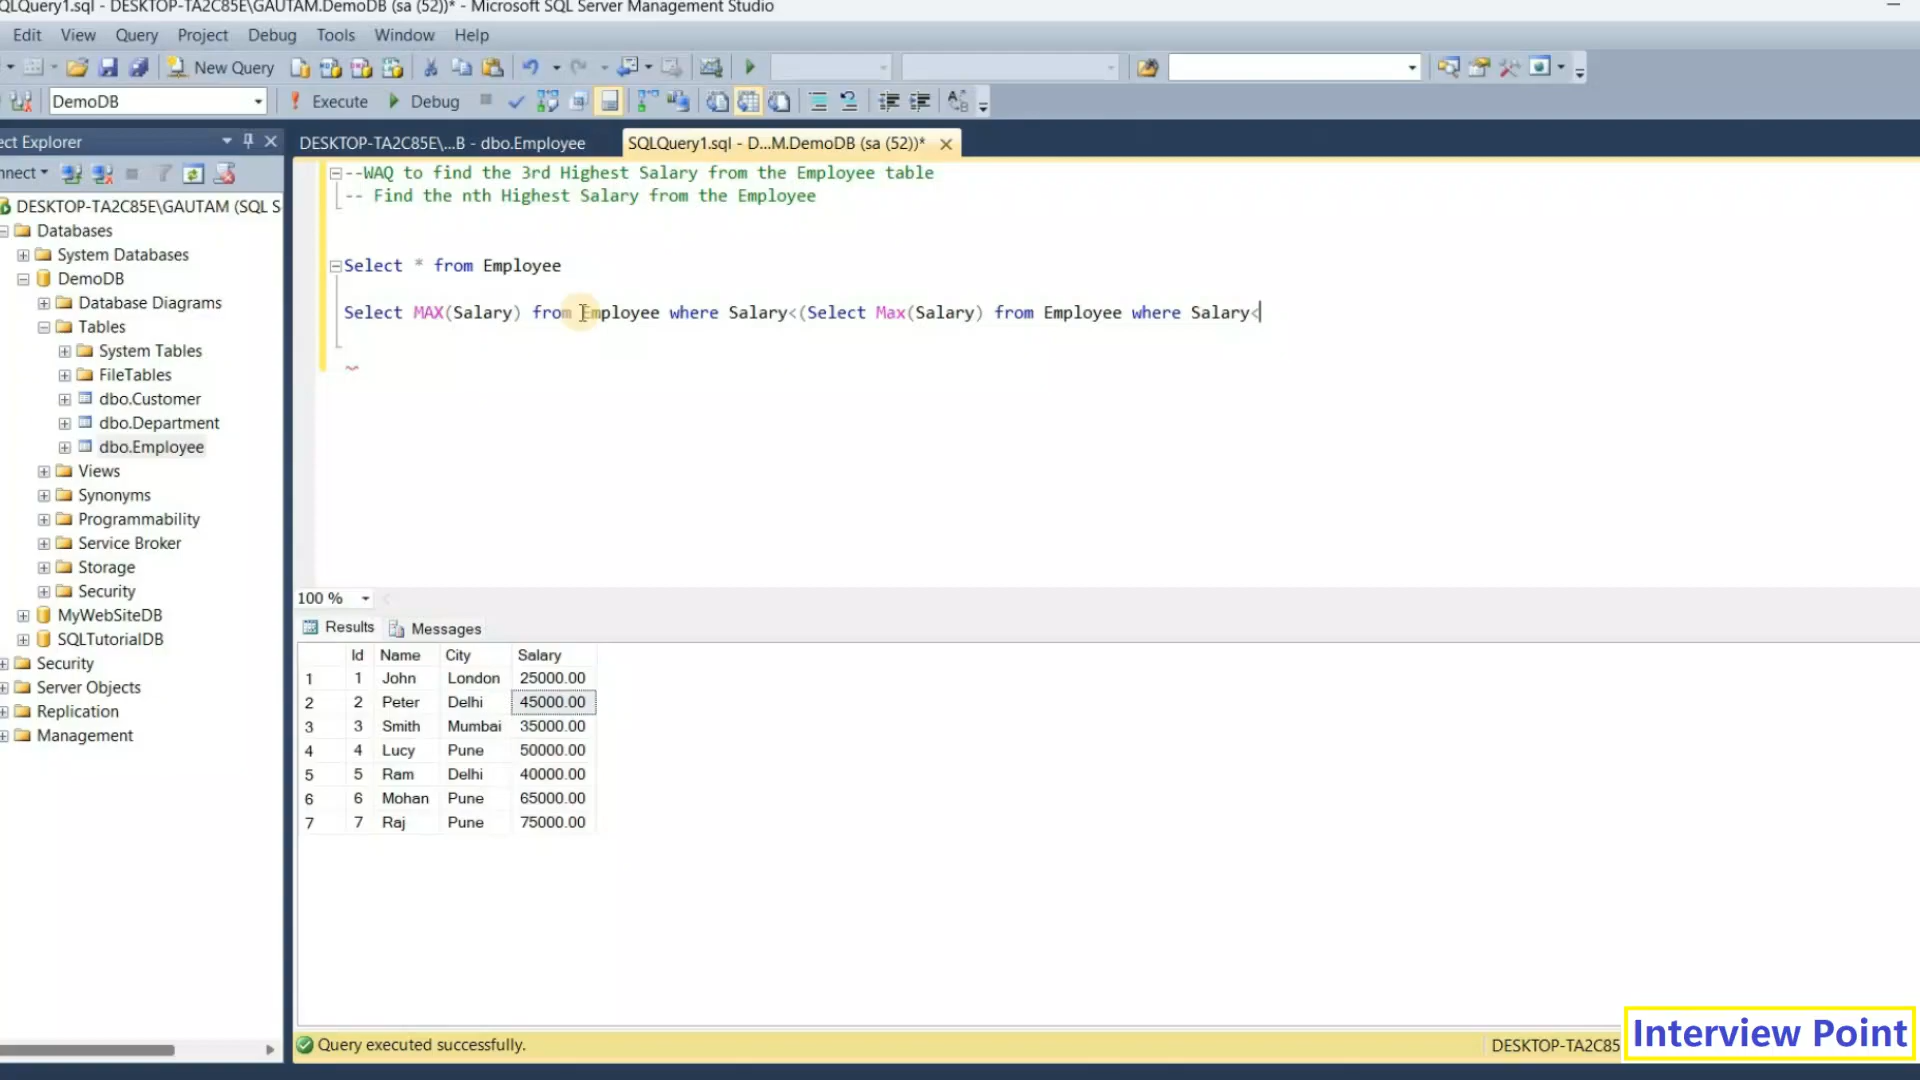 QLQuery1.sql - DESKTOP-TA2C85E\GAUTAM.DemoDB (sa (52))* - Microsoft SQL Server Management Studio
Edit View Query Project Debug Tools Window Help
New Query
DemoDB Execute Debug
ect Explorer
nnect
DESKTOP-TA2C85E\GAUTAM (SQL S
Databases
System Databases
DemoDB
Database Diagrams
Tables
System Tables
FileTables
dbo.Customer
dbo.Department
dbo.Employee
Views
Synonyms
Programmability
Service Broker
Storage
Security
MyWebSiteDB
SQLTutorialDB
Security
Server Objects
Replication
Management
DESKTOP-TA2C85E\...B - dbo.Employee SQLQuery1.sql - D...M.DemoDB (sa (52))*
--WAQ to find the 3rd Highest Salary from the Employee table
-- Find the nth Highest Salary from the Employee
Select * from Employee
Select MAX(Salary) from Employee where Salary<(Select Max(Salary) from Employee where Salary<
100 %
Results Messages
Id Name City Salary
1 1 John London 25000.00
2 2 Peter Delhi 45000.00
3 3 Smith Mumbai 35000.00
4 4 Lucy Pune 50000.00
5 5 Ram Delhi 40000.00
6 6 Mohan Pune 65000.00
7 7 Raj Pune 75000.00
Query executed successfully. DESKTOP-TA2C85
Interview Point